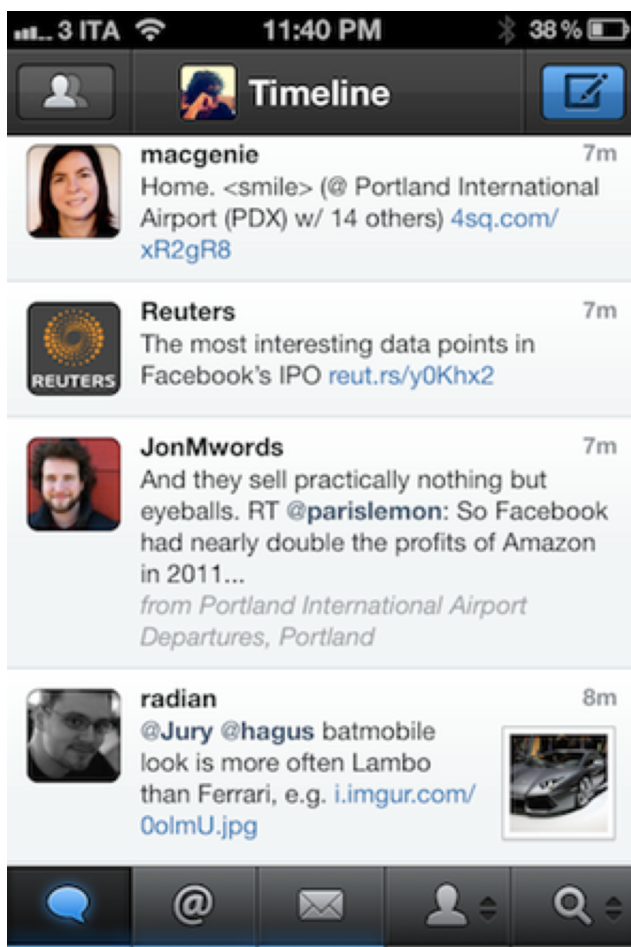 3 ITA 11:40 PM 38%
Timeline
macgenie 7m
Home. <smile> (@ Portland International
Airport (PDX) w/ 14 others) 4sq.com/
xR2gR8
Reuters 7m
The most interesting data points in
Facebook's IPO reut.rs/y0Khx2
REUTERS
JonMwords 7m
And they sell practically nothing but
eyeballs. RT @parislemon: So Facebook
had nearly double the profits of Amazon
in 2011...
from Portland International Airport
Departures, Portland
radian 8m
@Jury @hagus batmobile
look is more often Lambo
than Ferrari, e.g. i.imgur.com/
0olmU.jpg
@